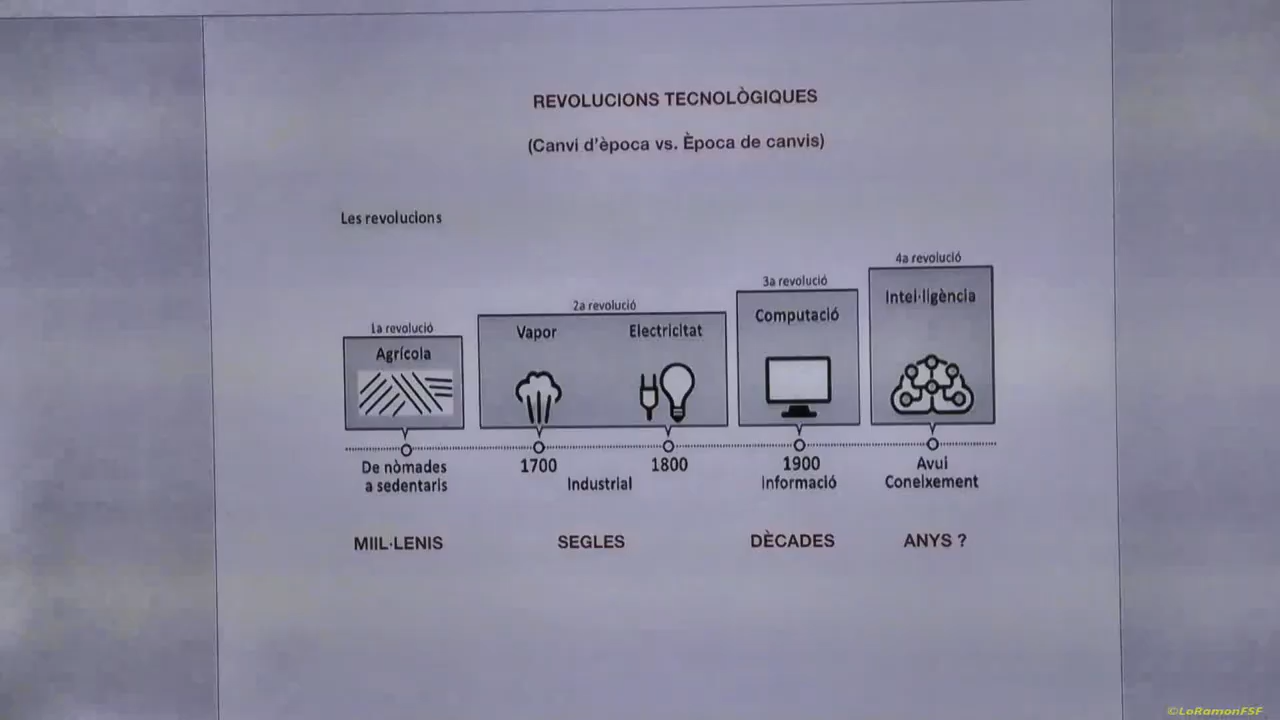 REVOLUCIONS TECNOLÒGIQUES
(Canvi d'època vs. Època de canvis)
Les revolucions
1a revolució
Agrícola
2a revolució
Vapor
Electricitat
3a revolució
Computació
4a revolució
Intel·ligència
De nòmades
a sedentaris
1700
1800
Industrial
1900
Informació
Avui
Coneixement
MIIL·LENIS
SEGLES
DÈCADES
ANYS ?
©LoRamonFSF